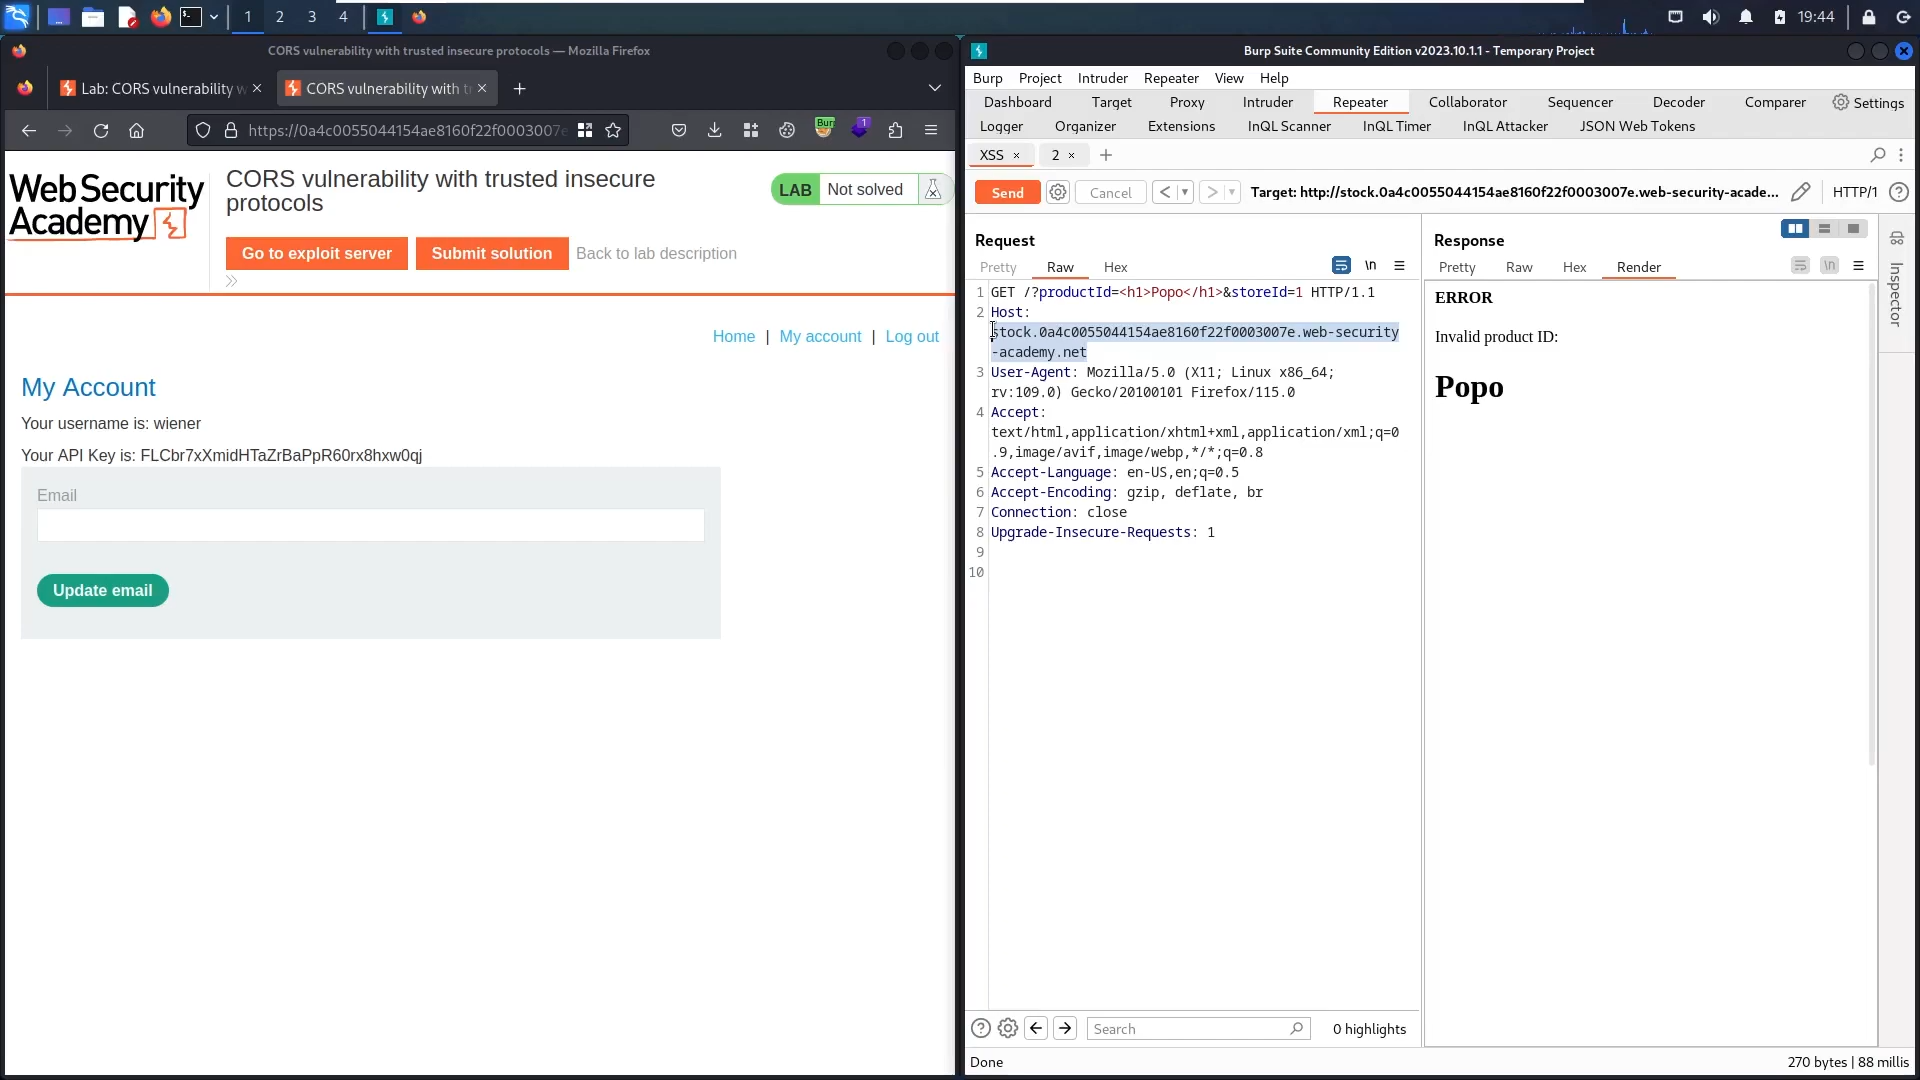 1 2 3 4
19:44
CORS vulnerability with trusted insecure protocols — Mozilla Firefox
Lab: CORS vulnerability w
CORS vulnerability with t
https://0a4c0055044154ae8160f22f0003007e
Bur
1
Web Security
Academy
CORS vulnerability with trusted insecure
protocols
LAB Not solved
Go to exploit server
Submit solution
Back to lab description
Home | My account | Log out
My Account
Your username is: wiener
Your API Key is: FLCbr7xXmidHTaZrBaPpR60rx8hxw0qj
Email
Update email
Burp Suite Community Edition v2023.10.1.1 - Temporary Project
Burp Project Intruder Repeater View Help
Dashboard Target Proxy Intruder Repeater Collaborator Sequencer Decoder Comparer Settings
Logger Organizer Extensions InQL Scanner InQL Timer InQL Attacker JSON Web Tokens
XSS × 2 × +
Send Cancel < >
Target: http://stock.0a4c0055044154ae8160f22f0003007e.web-security-acade...
HTTP/1
Request
Pretty Raw Hex
\n
1 GET /?productId=<h1>Popo</h1>&storeId=1 HTTP/1.1
2 Host:
stock.0a4c0055044154ae8160f22f0003007e.web-security
-academy.net
3 User-Agent: Mozilla/5.0 (X11; Linux x86_64;
rv:109.0) Gecko/20100101 Firefox/115.0
4 Accept:
text/html,application/xhtml+xml,application/xml;q=0
.9,image/avif,image/webp,*/*;q=0.8
5 Accept-Language: en-US,en;q=0.5
6 Accept-Encoding: gzip, deflate, br
7 Connection: close
8 Upgrade-Insecure-Requests: 1
9
10
Search
0 highlights
Response
Pretty Raw Hex Render
\n
ERROR
Invalid product ID:
Popo
Inspector
Done
270 bytes | 88 millis